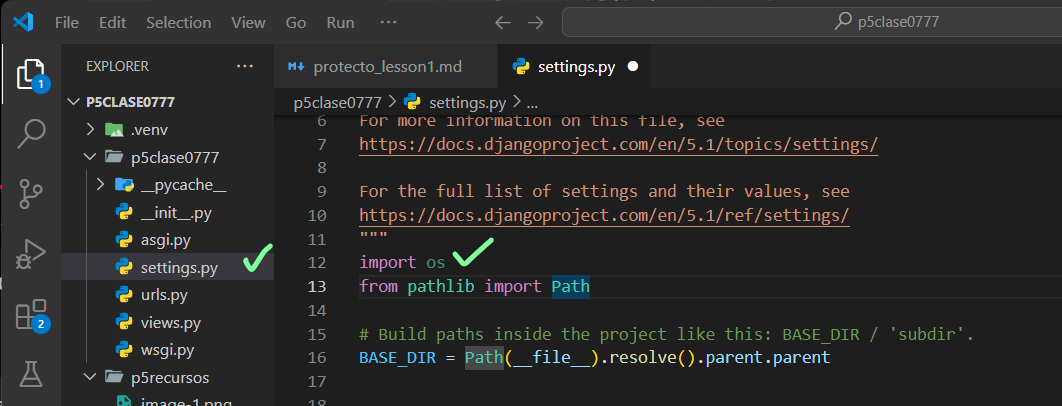 File Edit Selection View Go Run ··· p5clase0777
EXPLORER ···
protecto_lesson1.md settings.py
P5CLASE0777
.venv
p5clase0777
__pycache__
__init__.py
asgi.py
settings.py
urls.py
views.py
wsgi.py
p5recursos
image-1.png
1
2
p5clase0777 > settings.py > ...
6 For more information on this file, see
7 https://docs.djangoproject.com/en/5.1/topics/settings/
8
9 For the full list of settings and their values, see
10 https://docs.djangoproject.com/en/5.1/ref/settings/
11 """
12 import os
13 from pathlib import Path
14
15 # Build paths inside the project like this: BASE_DIR / 'subdir'.
16 BASE_DIR = Path(__file__).resolve().parent.parent
17
18